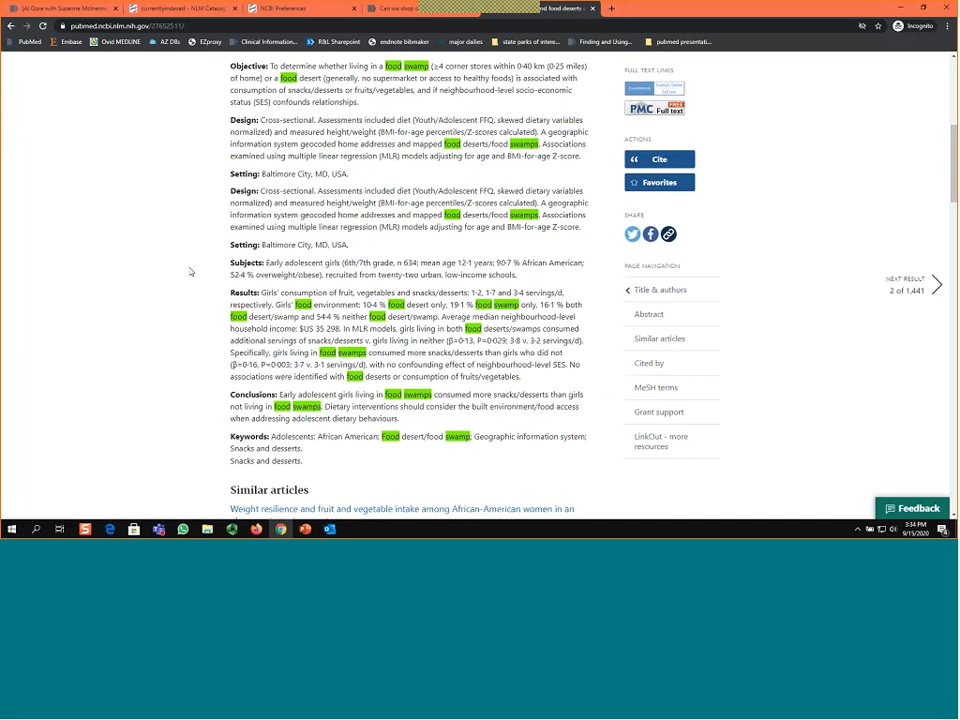 (Al Gore with Suzanne McInerne
currentlyindexed - NLM Catalog
NCBI Preferences
Can we shop
nd food deserts
pubmed.ncbi.nlm.nih.gov/27652511/
Incognito
PubMed
Embase
Ovid MEDLINE
AZ DBs
EZproxy
Clinical Information...
R&L Sharepoint
endnote bibmaker
major dailies
state parks of intere...
Finding and Using...
pubmed presentati...
Objective: To determine whether living in a food swamp (≥4 corner stores within 0·40 km (0·25 miles)
of home) or a food desert (generally, no supermarket or access to healthy foods) is associated with
consumption of snacks/desserts or fruits/vegetables, and if neighbourhood-level socio-economic
status (SES) confounds relationships.
Design: Cross-sectional. Assessments included diet (Youth/Adolescent FFQ, skewed dietary variables
normalized) and measured height/weight (BMI-for-age percentiles/Z-scores calculated). A geographic
information system geocoded home addresses and mapped food deserts/food swamps. Associations
examined using multiple linear regression (MLR) models adjusting for age and BMI-for-age Z-score.
Setting: Baltimore City, MD, USA.
Design: Cross-sectional. Assessments included diet (Youth/Adolescent FFQ, skewed dietary variables
normalized) and measured height/weight (BMI-for-age percentiles/Z-scores calculated). A geographic
information system geocoded home addresses and mapped food deserts/food swamps. Associations
examined using multiple linear regression (MLR) models adjusting for age and BMI-for-age Z-score.
Setting: Baltimore City, MD, USA.
Subjects: Early adolescent girls (6th/7th grade, n 634; mean age 12·1 years; 90·7 % African American;
52·4 % overweight/obese), recruited from twenty-two urban, low-income schools.
Results: Girls' consumption of fruit, vegetables and snacks/desserts: 1·2, 1·7 and 3·4 servings/d,
respectively. Girls' food environment: 10·4 % food desert only, 19·1 % food swamp only, 16·1 % both
food desert/swamp and 54·4 % neither food desert/swamp. Average median neighbourhood-level
household income: $US 35 298. In MLR models, girls living in both food deserts/swamps consumed
additional servings of snacks/desserts v. girls living in neither (β=0·13, P=0·029; 3·8 v. 3·2 servings/d).
Specifically, girls living in food swamps consumed more snacks/desserts than girls who did not
(β=0·16, P=0·003; 3·7 v. 3·1 servings/d), with no confounding effect of neighbourhood-level SES. No
associations were identified with food deserts or consumption of fruits/vegetables.
Conclusions: Early adolescent girls living in food swamps consumed more snacks/desserts than girls
not living in food swamps. Dietary interventions should consider the built environment/food access
when addressing adolescent dietary behaviours.
Keywords: Adolescents; African American; Food desert/food swamp; Geographic information system;
Snacks and desserts.
Snacks and desserts.
Similar articles
Weight resilience and fruit and vegetable intake among African-American women in an
FULL TEXT LINKS
PMC FREE Full text
ACTIONS
Cite
Favorites
SHARE
PAGE NAVIGATION
Title & authors
Abstract
Similar articles
Cited by
MeSH terms
Grant support
LinkOut - more
resources
NEXT RESULT
2 of 1,441
Feedback
3:34 PM
9/15/2020